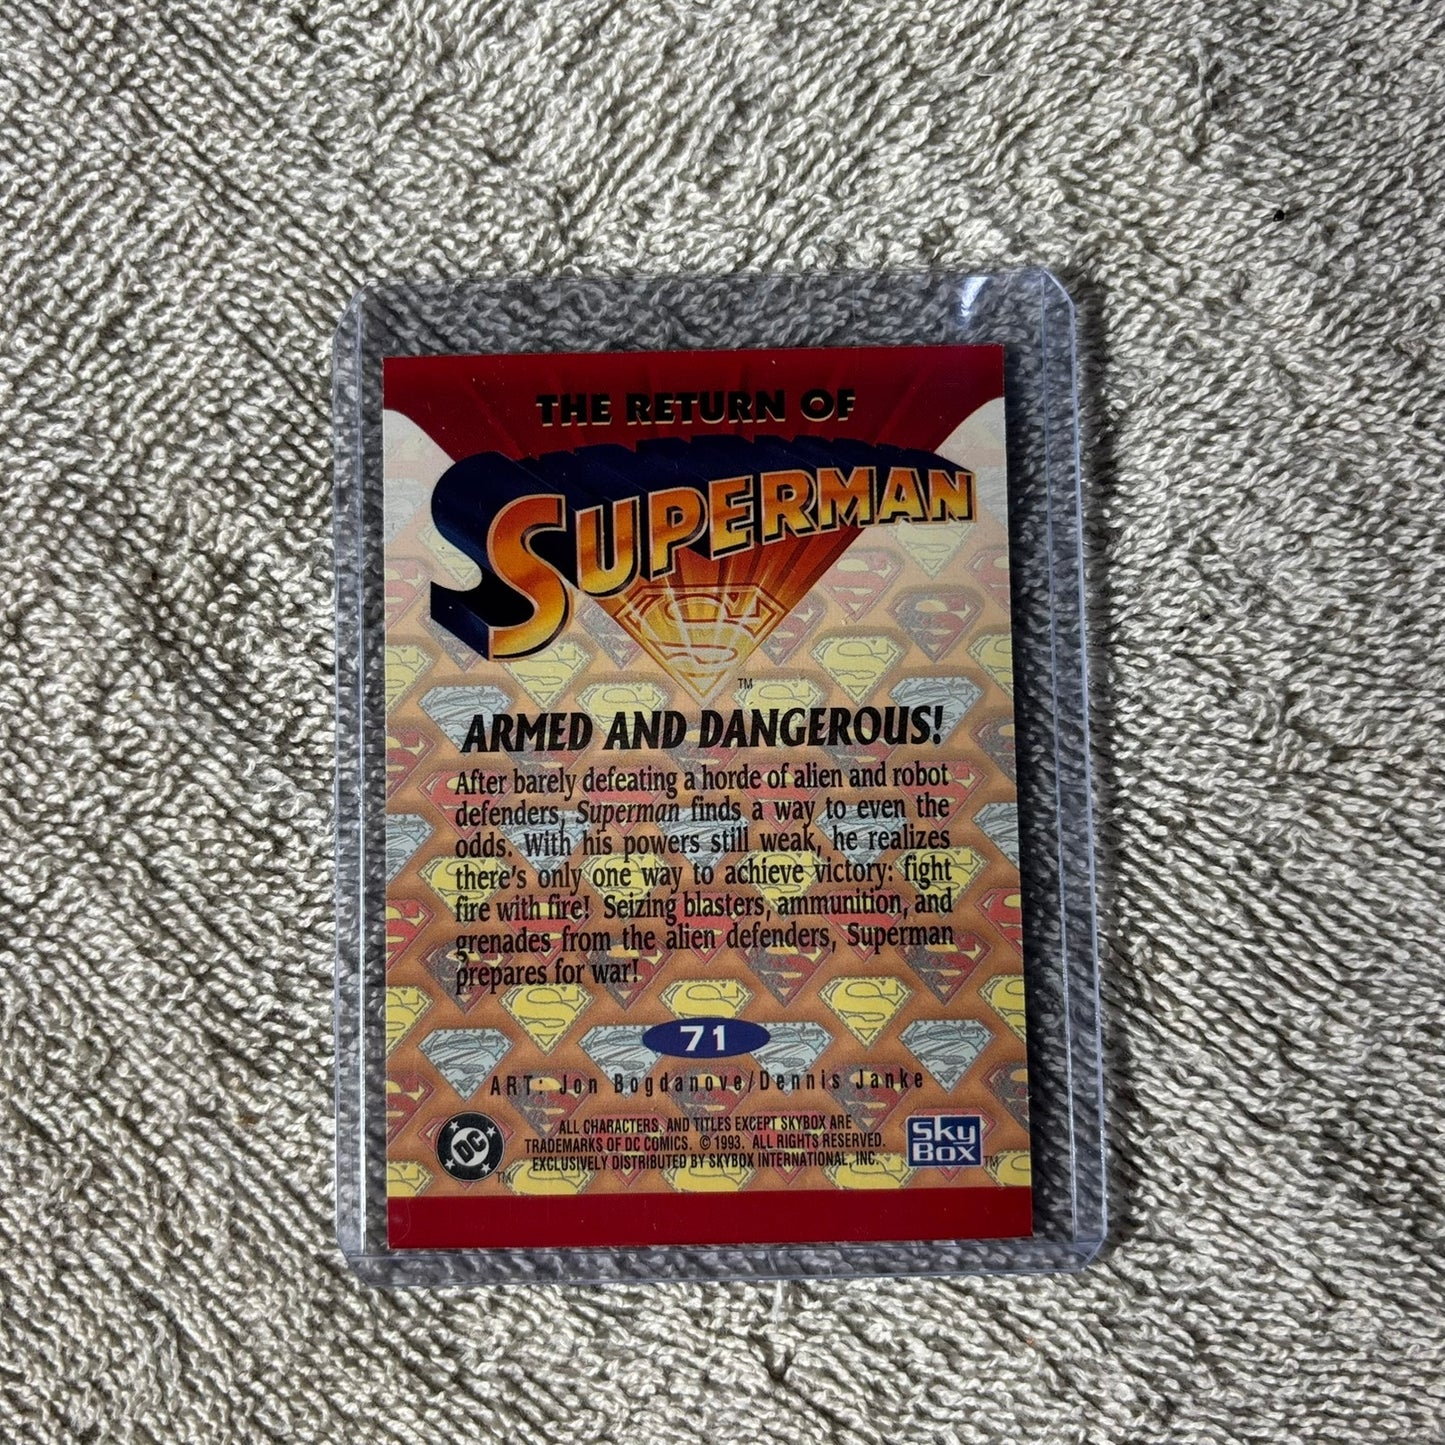 THE RETURN OF
SUPERMAN
S
TM
ARMED AND DANGEROUS!
After barely defeating a horde of alien and robot
defenders, Superman finds a way to even the
odds. With his powers still weak, he realizes
there's only one way to achieve victory: fight
fire with fire! Seizing blasters, ammunition, and
grenades from the alien defenders, Superman
prepares for war!
71
ART: Jon Bogdanove/Dennis Janke
ALL CHARACTERS, AND TITLES EXCEPT SKYBOX ARE
TRADEMARKS OF DC COMICS. © 1993. ALL RIGHTS RESERVED.
EXCLUSIVELY DISTRIBUTED BY SKYBOX INTERNATIONAL, INC.
DC
TM
SKY
BOX
TM